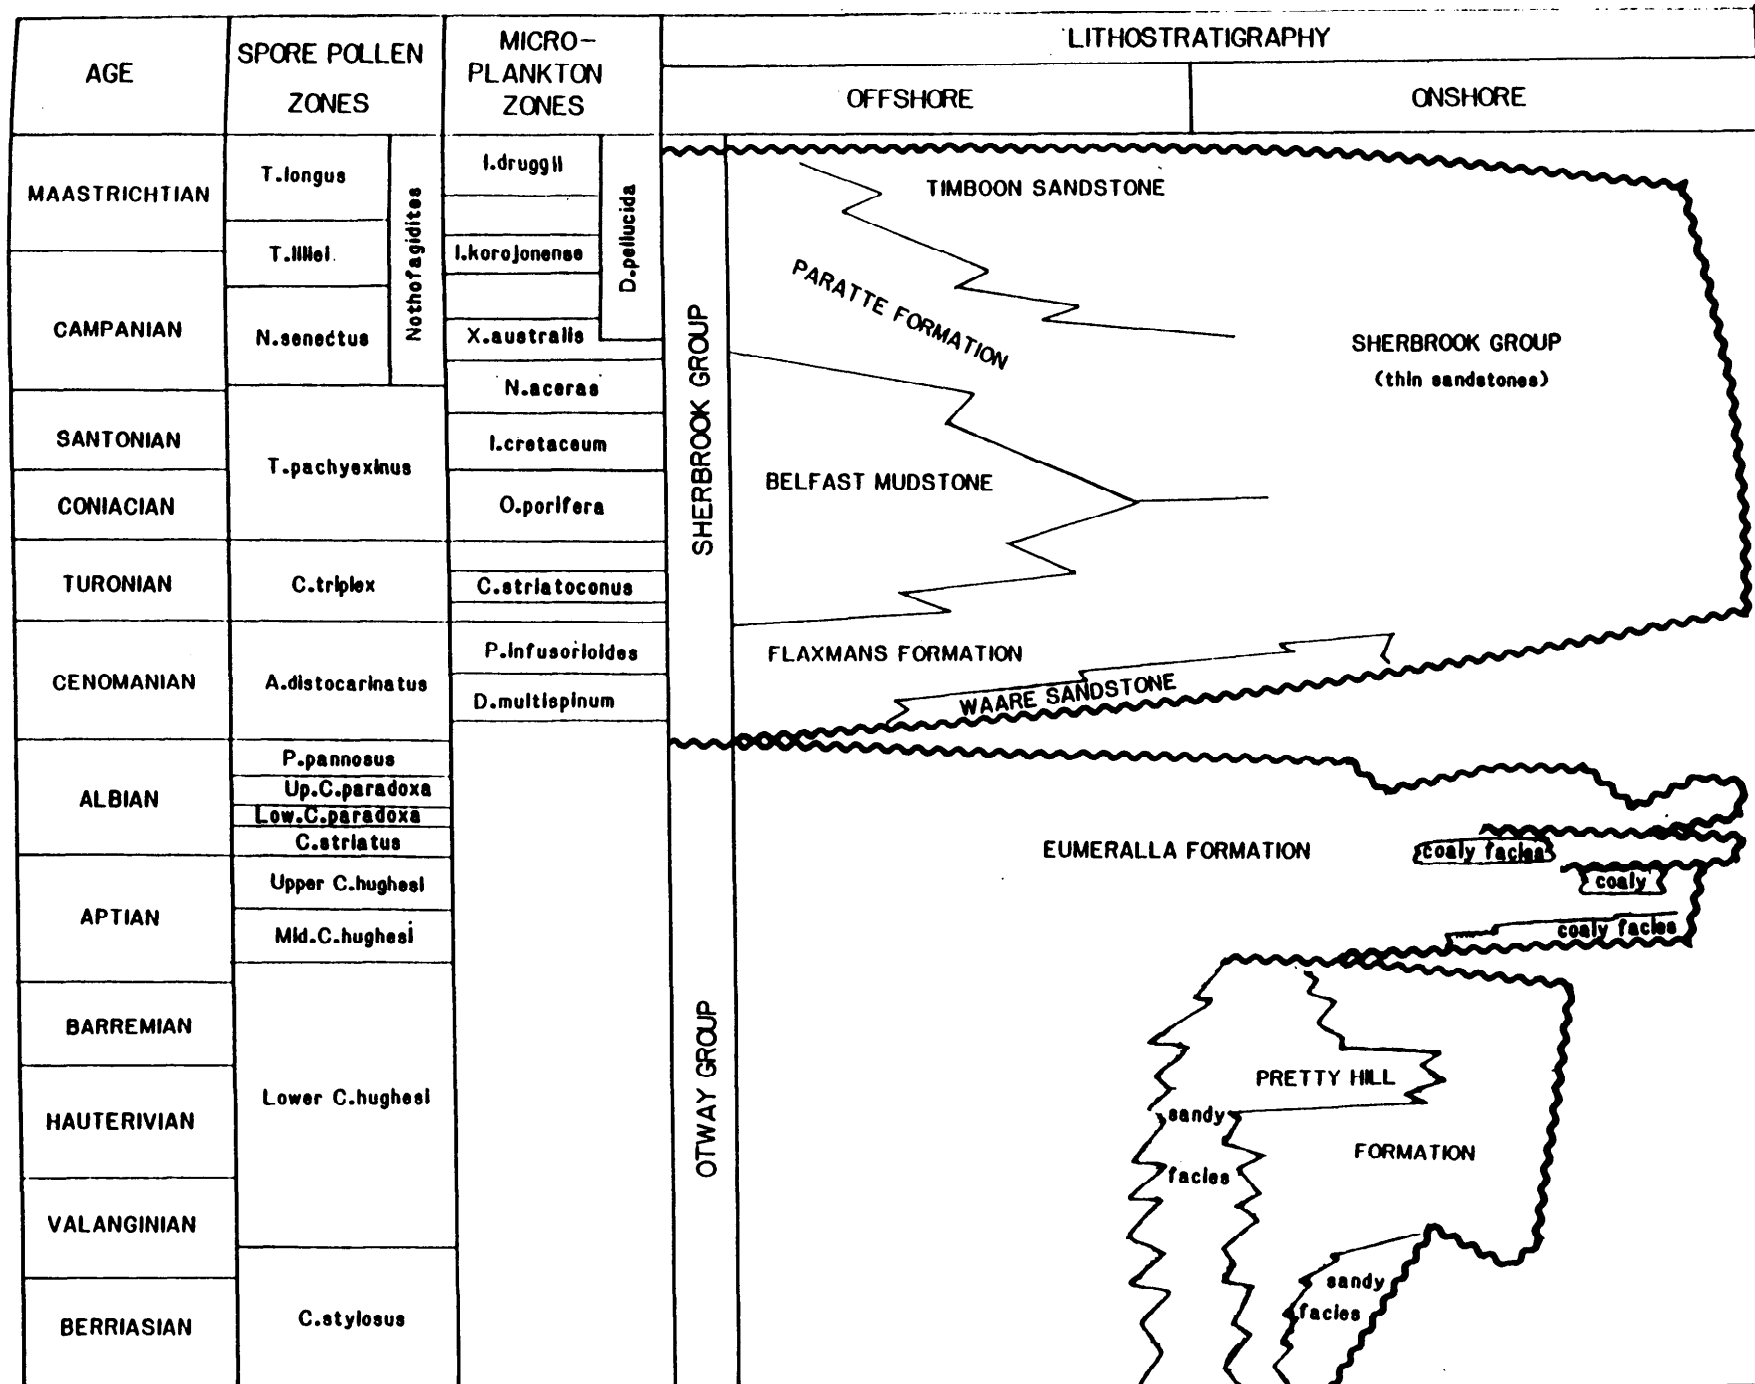 AGE
SPORE POLLEN
ZONES
MICRO-
PLANKTON
ZONES
LITHOSTRATIGRAPHY
OFFSHORE
ONSHORE
MAASTRICHTIAN
CAMPANIAN
SANTONIAN
CONIACIAN
TURONIAN
CENOMANIAN
ALBIAN
APTIAN
BARREMIAN
HAUTERIVIAN
VALANGINIAN
BERRIASIAN
T.longus
T.lillei.
N.senectus
Nothofagidites
T.pachyexinus
C.triplex
A.distocarinatus
P.pannosus
Up.C.paradoxa
Low.C.paradoxa
C.striatus
Upper C.hughesi
Mid.C.hughesi
Lower C.hughesi
C.stylosus
I.druggii
I.korojonense
X.australis
D.pellucida
N.aceras
I.cretaceum
O.porifera
C.striatoconus
P.infusorioides
D.multispinum
SHERBROOK GROUP
OTWAY GROUP
TIMBOON SANDSTONE
PARATTE FORMATION
SHERBROOK GROUP
(thin sandstones)
BELFAST MUDSTONE
FLAXMANS FORMATION
WAARE SANDSTONE
EUMERALLA FORMATION
coaly facies
coaly
coaly facies
PRETTY HILL
FORMATION
sandy
facies
sandy
facies